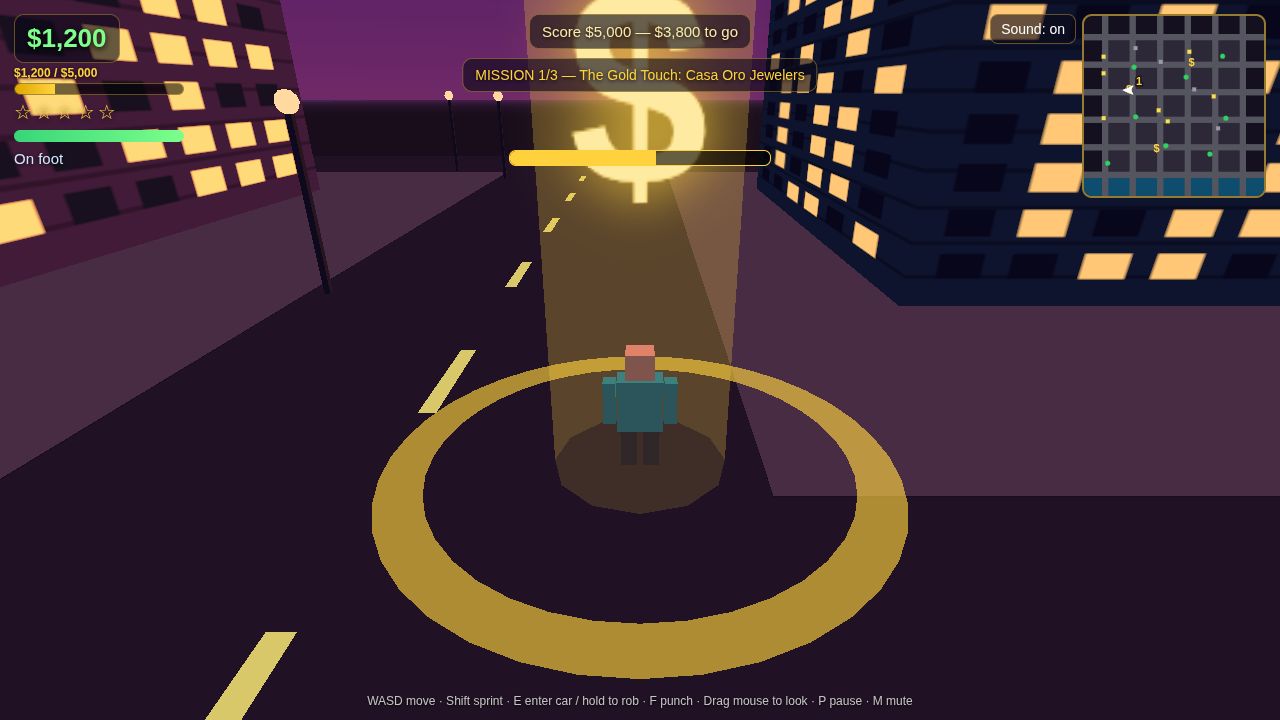 $1,200
Score $5,000 — $3,800 to go
Sound: on
$1,200 / $5,000
MISSION 1/3 — The Gold Touch: Casa Oro Jewelers
☆☆☆☆☆
On foot
$
$
1
$
WASD move · Shift sprint · E enter car / hold to rob · F punch · Drag mouse to look · P pause · M mute